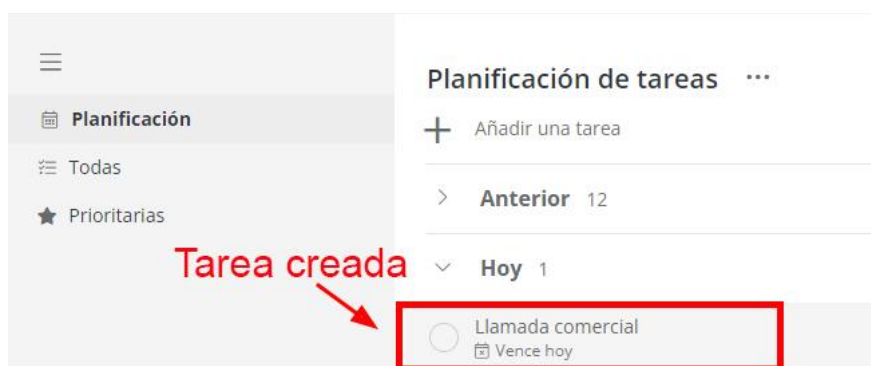 Planificación
Todas
Prioritarias
Planificación de tareas ...
Añadir una tarea
Anterior 12
Hoy 1
Tarea creada
Llamada comercial
Vence hoy